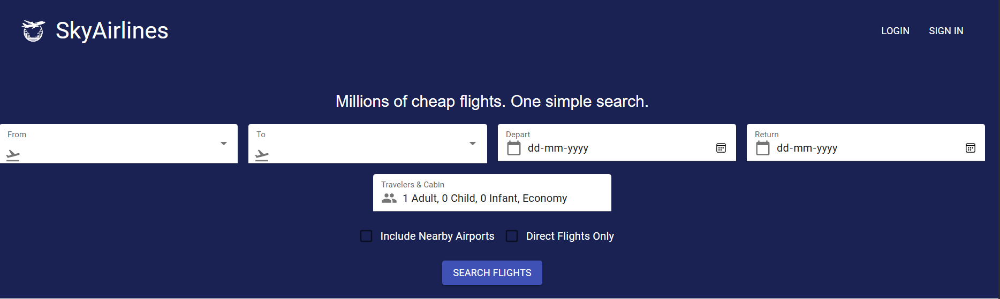 SkyAirlines
LOGIN SIGN IN
Millions of cheap flights. One simple search.
From To Depart Return
dd-mm-yyyy dd-mm-yyyy
Travelers & Cabin
1 Adult, 0 Child, 0 Infant, Economy
Include Nearby Airports Direct Flights Only
SEARCH FLIGHTS